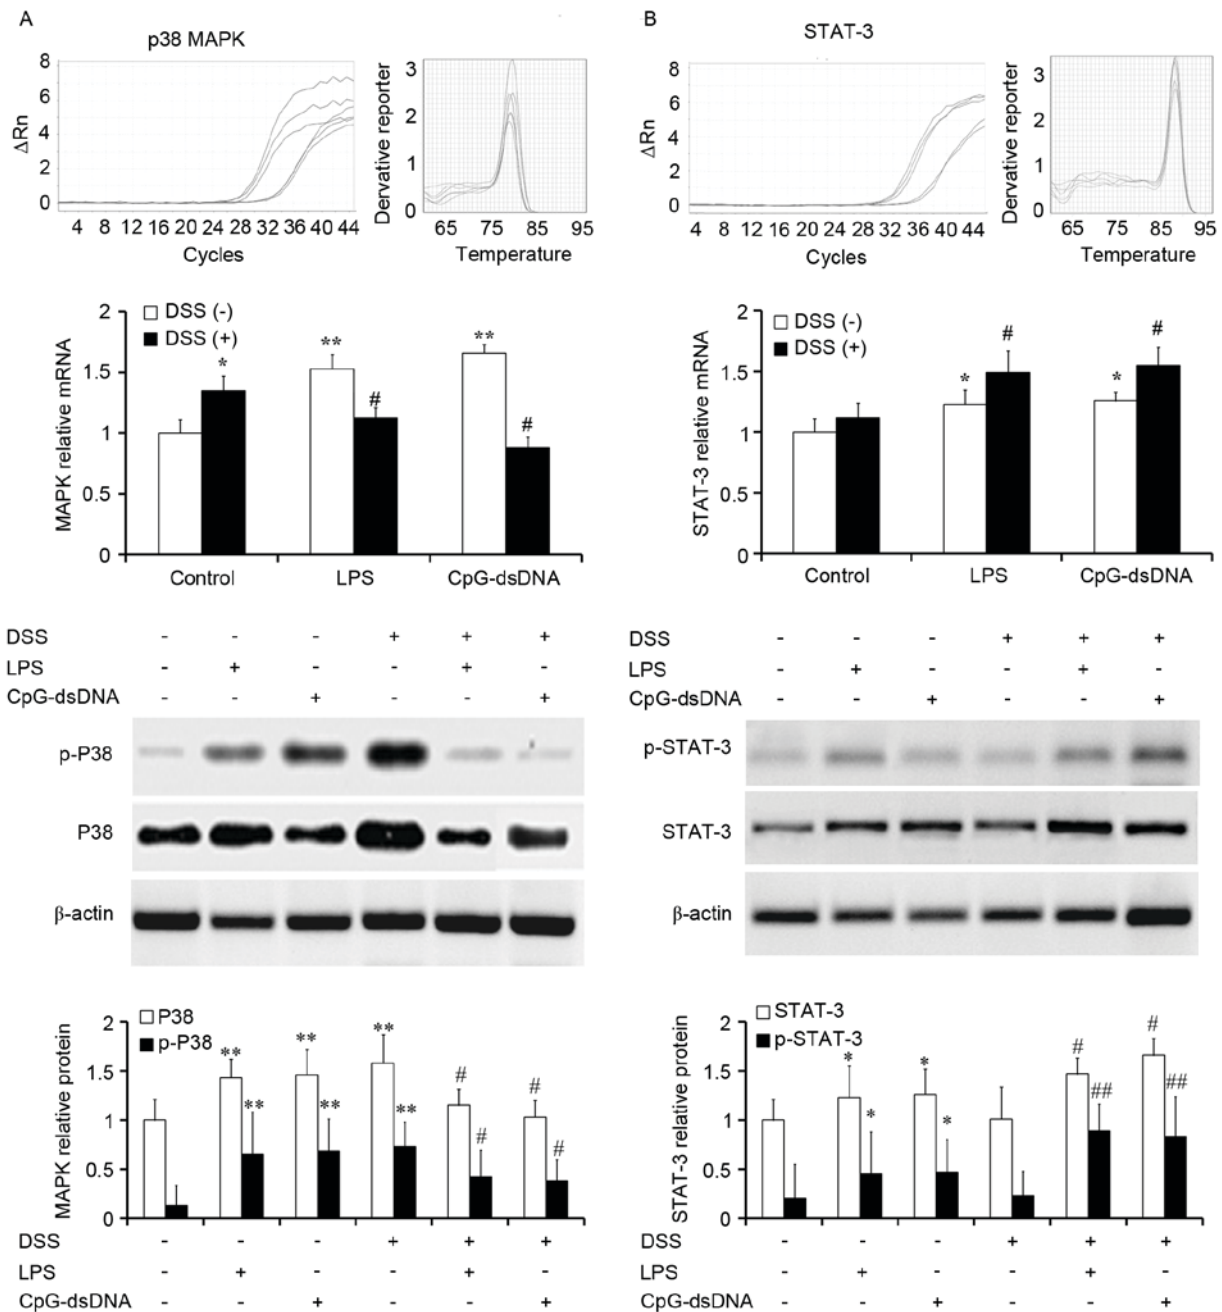 A
p38 MAPK
8
6
4
2
0
ΔRn
4 8 12 16 20 24 28 32 36 40 44
Cycles
3
2
1
0
Dervative reporter
65 75 85 95
Temperature
B
STAT-3
8
6
4
2
0
ΔRn
4 8 12 16 20 24 28 32 36 40 44
Cycles
3
2
1
0
Dervative reporter
65 75 85 95
Temperature
2
1.5
1
0.5
0
MAPK relative mRNA
DSS (-)
DSS (+)
* ** # ** #
Control LPS CpG-dsDNA
2
1.5
1
0.5
0
STAT-3 relative mRNA
DSS (-)
DSS (+)
* # * #
Control LPS CpG-dsDNA
DSS - - - + + +
LPS - + - - + -
CpG-dsDNA - - + - - +
p-P38
P38
β-actin
DSS - - - + + +
LPS - + - - + -
CpG-dsDNA - - + - - +
p-STAT-3
STAT-3
β-actin
2
1.5
1
0.5
0
MAPK relative protein
P38
p-P38
** ** ** ** ** ** # # # #
DSS - - - + + +
LPS - + - - + -
CpG-dsDNA - - + - - +
2
1.5
1
0.5
0
STAT-3 relative protein
STAT-3
p-STAT-3
* * * * # ## # ##
DSS - - - + + +
LPS - + - - + -
CpG-dsDNA - - + - - +